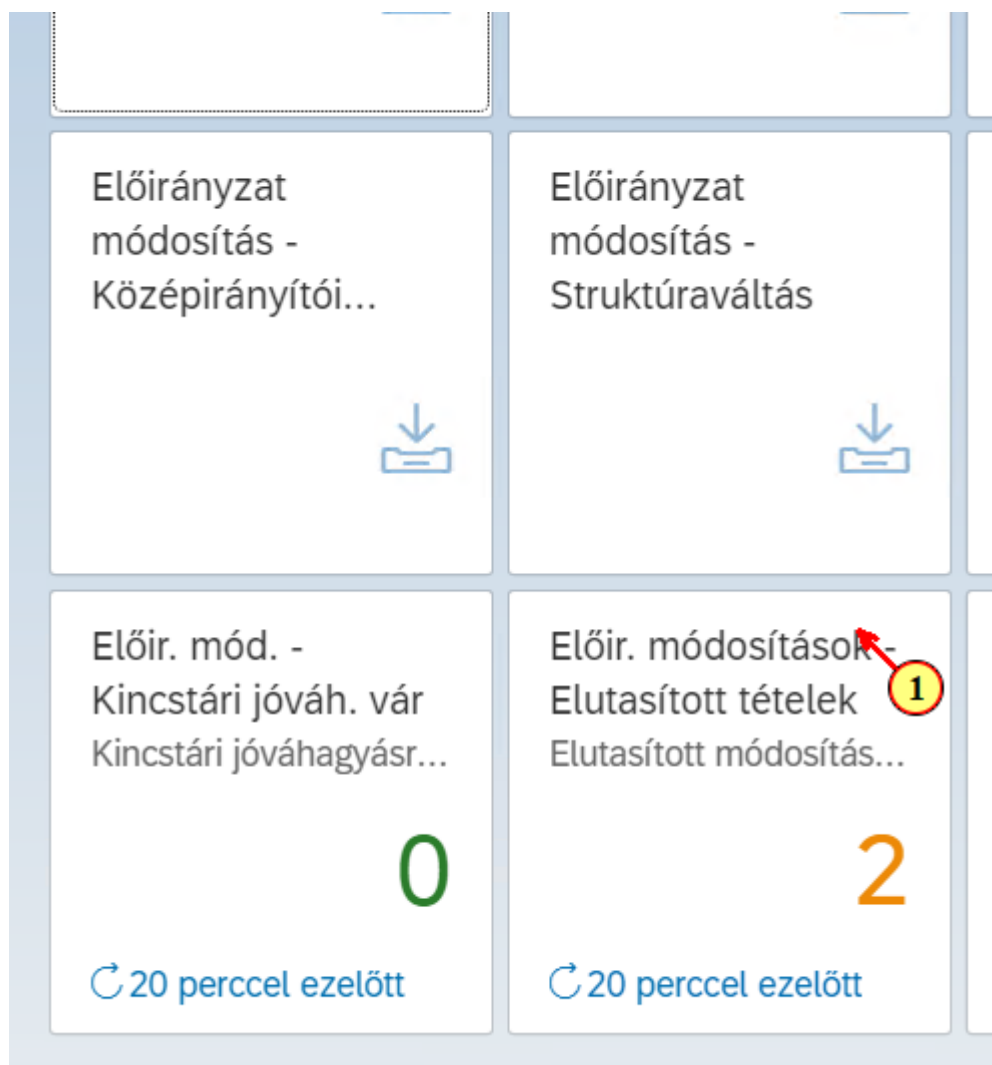 Előirányzat
módosítás -
Középirányítói...
Előirányzat
módosítás -
Struktúraváltás
Előir. mód. -
Kincstári jóváh. vár
Kincstári jóváhagyásr...
0
20 perccel ezelőtt
Előir. módosítások -
Elutasított tételek
1
Elutasított módosítás...
2
20 perccel ezelőtt